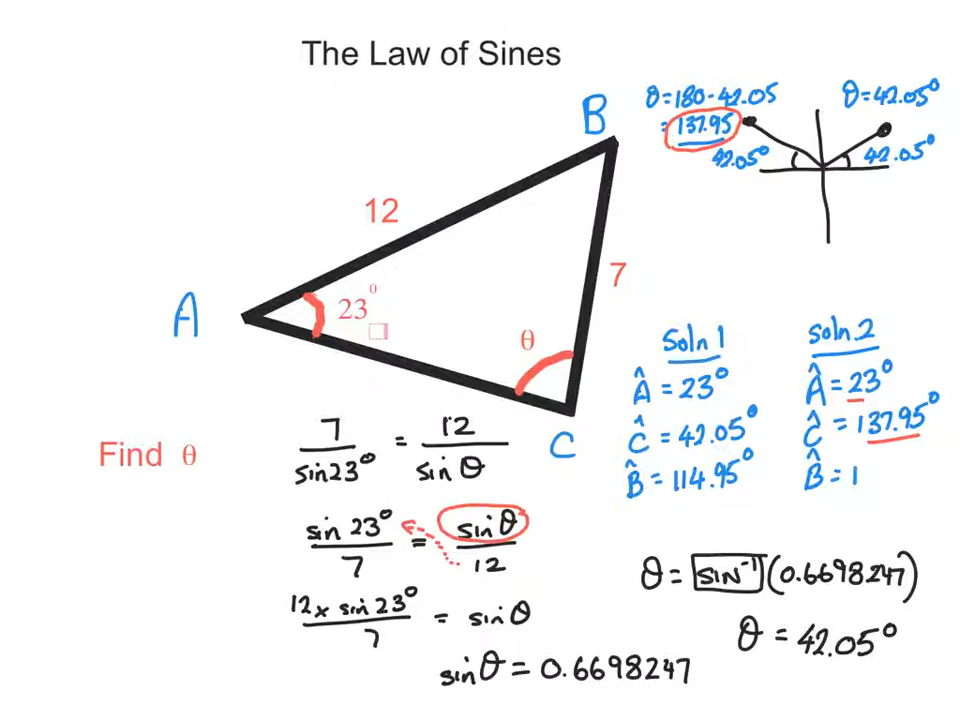 The Law of Sines
θ=180-42.05
θ=42.05°
=137.95
42.05°
42.05°
B
12
7
A
23°
θ
C
Find θ
7/sin23° = 12/sinθ
sin 23°/7 = sinθ/12
12 x sin 23°/7 = sinθ
sinθ = 0.6698247
Soln 1
Â = 23°
Ĉ = 42.05°
B̂ = 114.95°
Soln.2
Â = 23°
Ĉ = 137.95°
B̂ = 1
θ = sin⁻¹(0.6698247)
θ = 42.05°